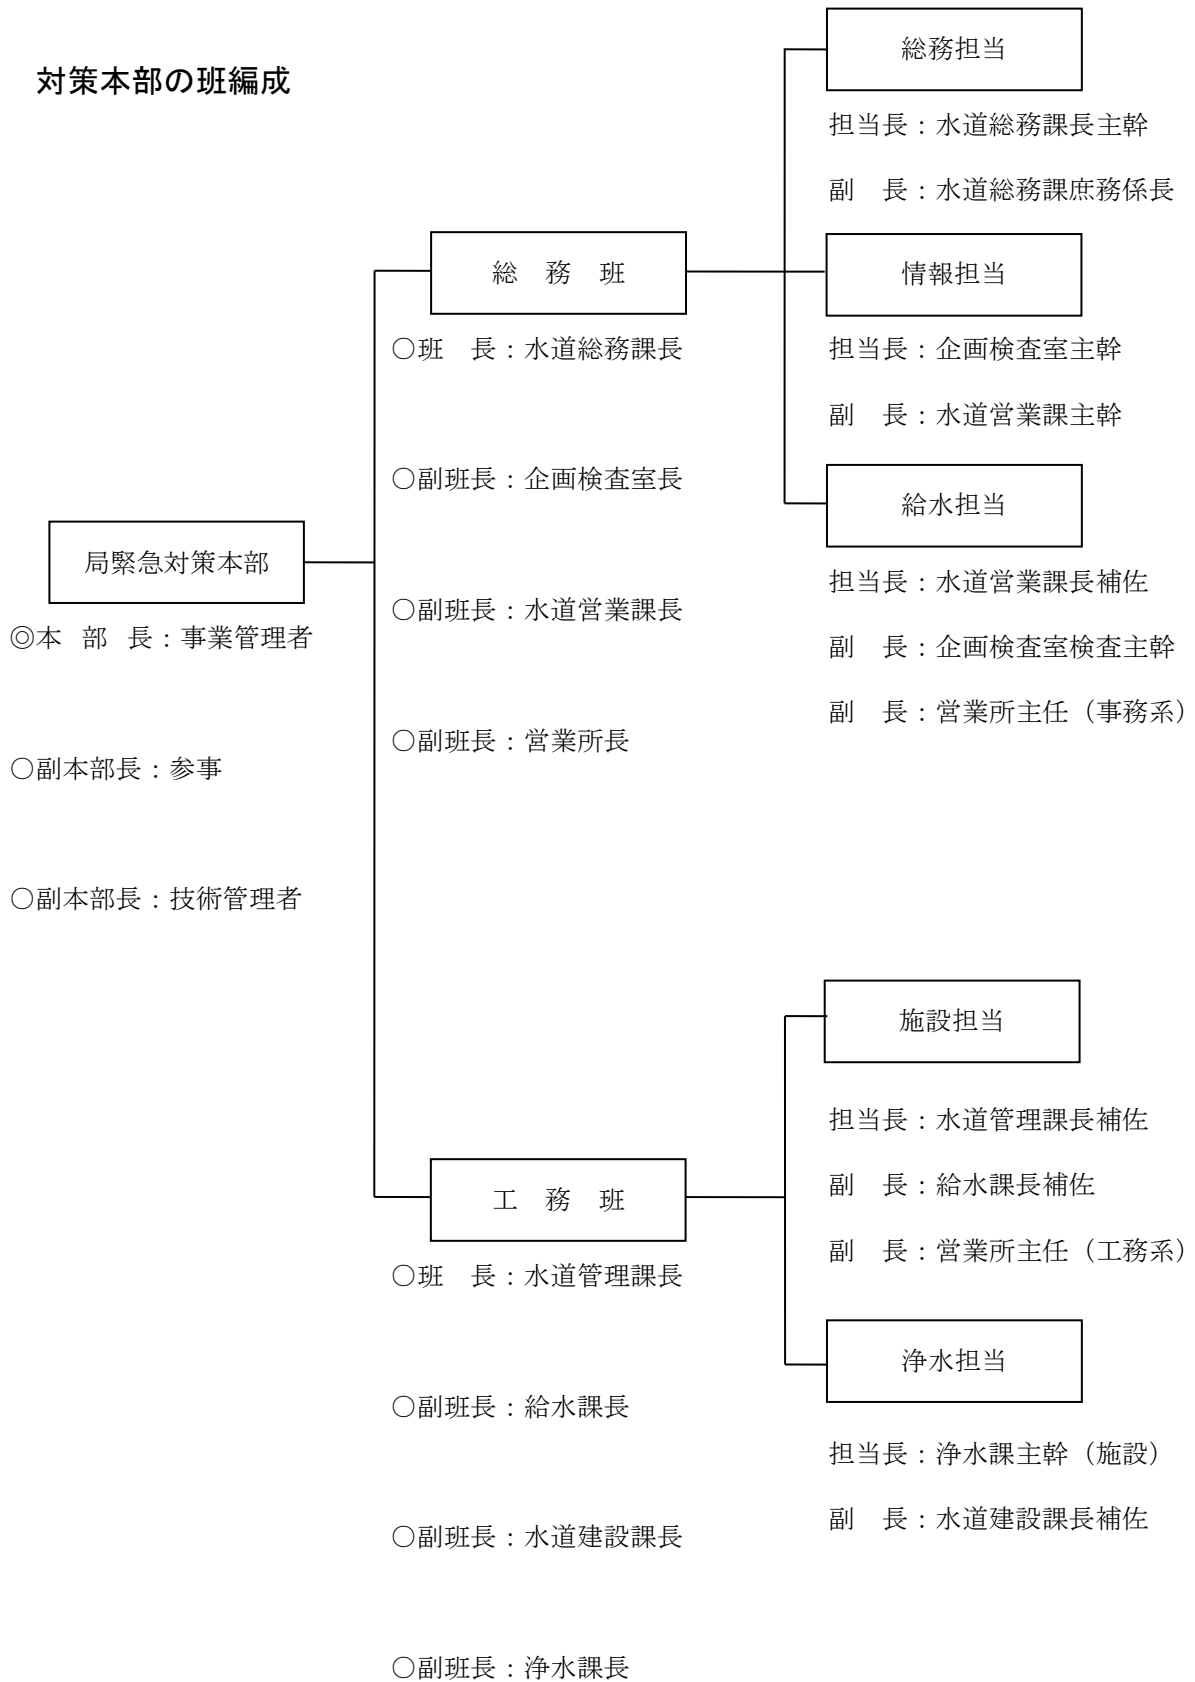 対策本部の班編成
局緊急対策本部
◎本 部 長：事業管理者
○副本部長：参事
○副本部長：技術管理者
総　務　班
○班　長：水道総務課長
○副班長：企画検査室長
○副班長：水道営業課長
○副班長：営業所長
総務担当
担当長：水道総務課長主幹
副　長：水道総務課庶務係長
情報担当
担当長：企画検査室主幹
副　長：水道営業課主幹
給水担当
担当長：水道営業課長補佐
副　長：企画検査室検査主幹
副　長：営業所主任（事務系）
工　務　班
○班　長：水道管理課長
○副班長：給水課長
○副班長：水道建設課長
○副班長：浄水課長
施設担当
担当長：水道管理課長補佐
副　長：給水課長補佐
副　長：営業所主任（工務系）
浄水担当
担当長：浄水課主幹（施設）
副　長：水道建設課長補佐